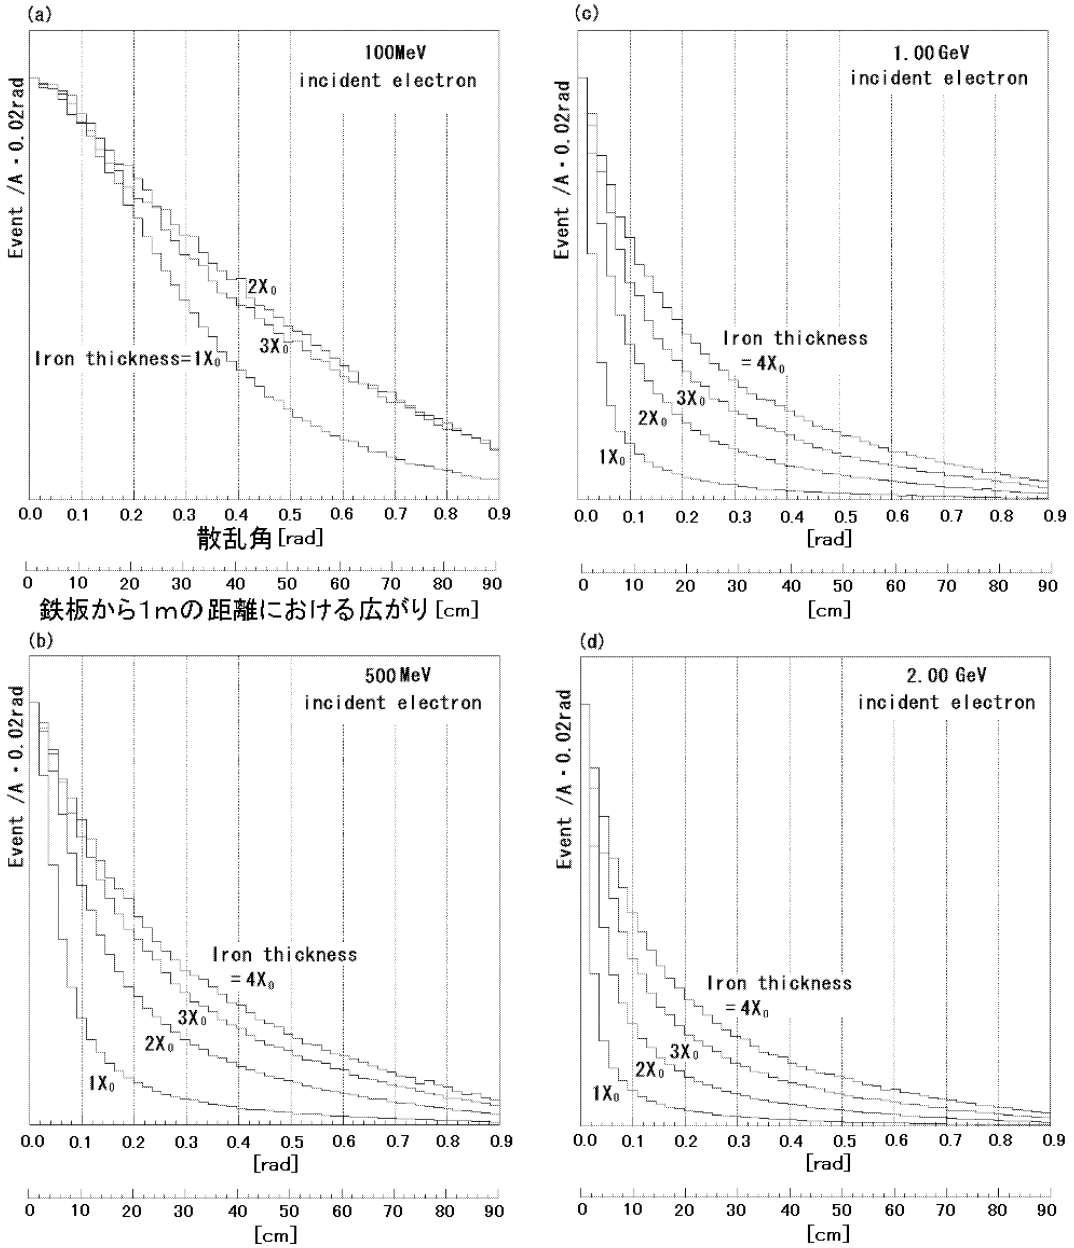 (a)
100MeV
incident electron
Event /A・0.02rad
2X₀
3X₀
Iron thickness=1X₀
0.0 0.1 0.2 0.3 0.4 0.5 0.6 0.7 0.8 0.9
散乱角[rad]
0 10 20 30 40 50 60 70 80 90
鉄板から1mの距離における広がり[cm]
(c)
1.00GeV
incident electron
Event /A・0.02rad
Iron thickness
=4X₀
3X₀
2X₀
1X₀
0.0 0.1 0.2 0.3 0.4 0.5 0.6 0.7 0.8 0.9
[rad]
0 10 20 30 40 50 60 70 80 90
[cm]
(b)
500MeV
incident electron
Event /A・0.02rad
Iron thickness
=4X₀
3X₀
2X₀
1X₀
0.0 0.1 0.2 0.3 0.4 0.5 0.6 0.7 0.8 0.9
[rad]
0 10 20 30 40 50 60 70 80 90
[cm]
(d)
2.00 GeV
incident electron
Event /A・0.02rad
Iron thickness
=4X₀
3X₀
2X₀
1X₀
0.0 0.1 0.2 0.3 0.4 0.5 0.6 0.7 0.8 0.9
[rad]
0 10 20 30 40 50 60 70 80 90
[cm]